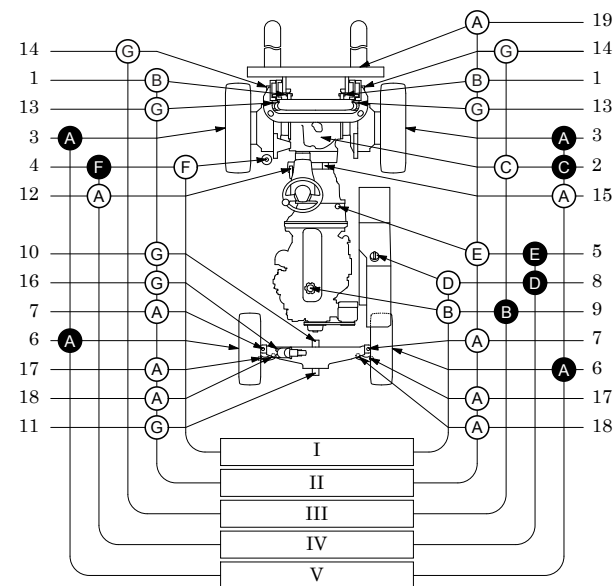 A 19
14 G G 14
1 B B 1
13 G G 13
3 A A 3
4 F F C C 2
12 A A 15
10 G E E 5
16 G D D 8
7 A B B 9
6 A A 7
17 A A 6
18 A A 17
11 G A 18
I
II
III
IV
V